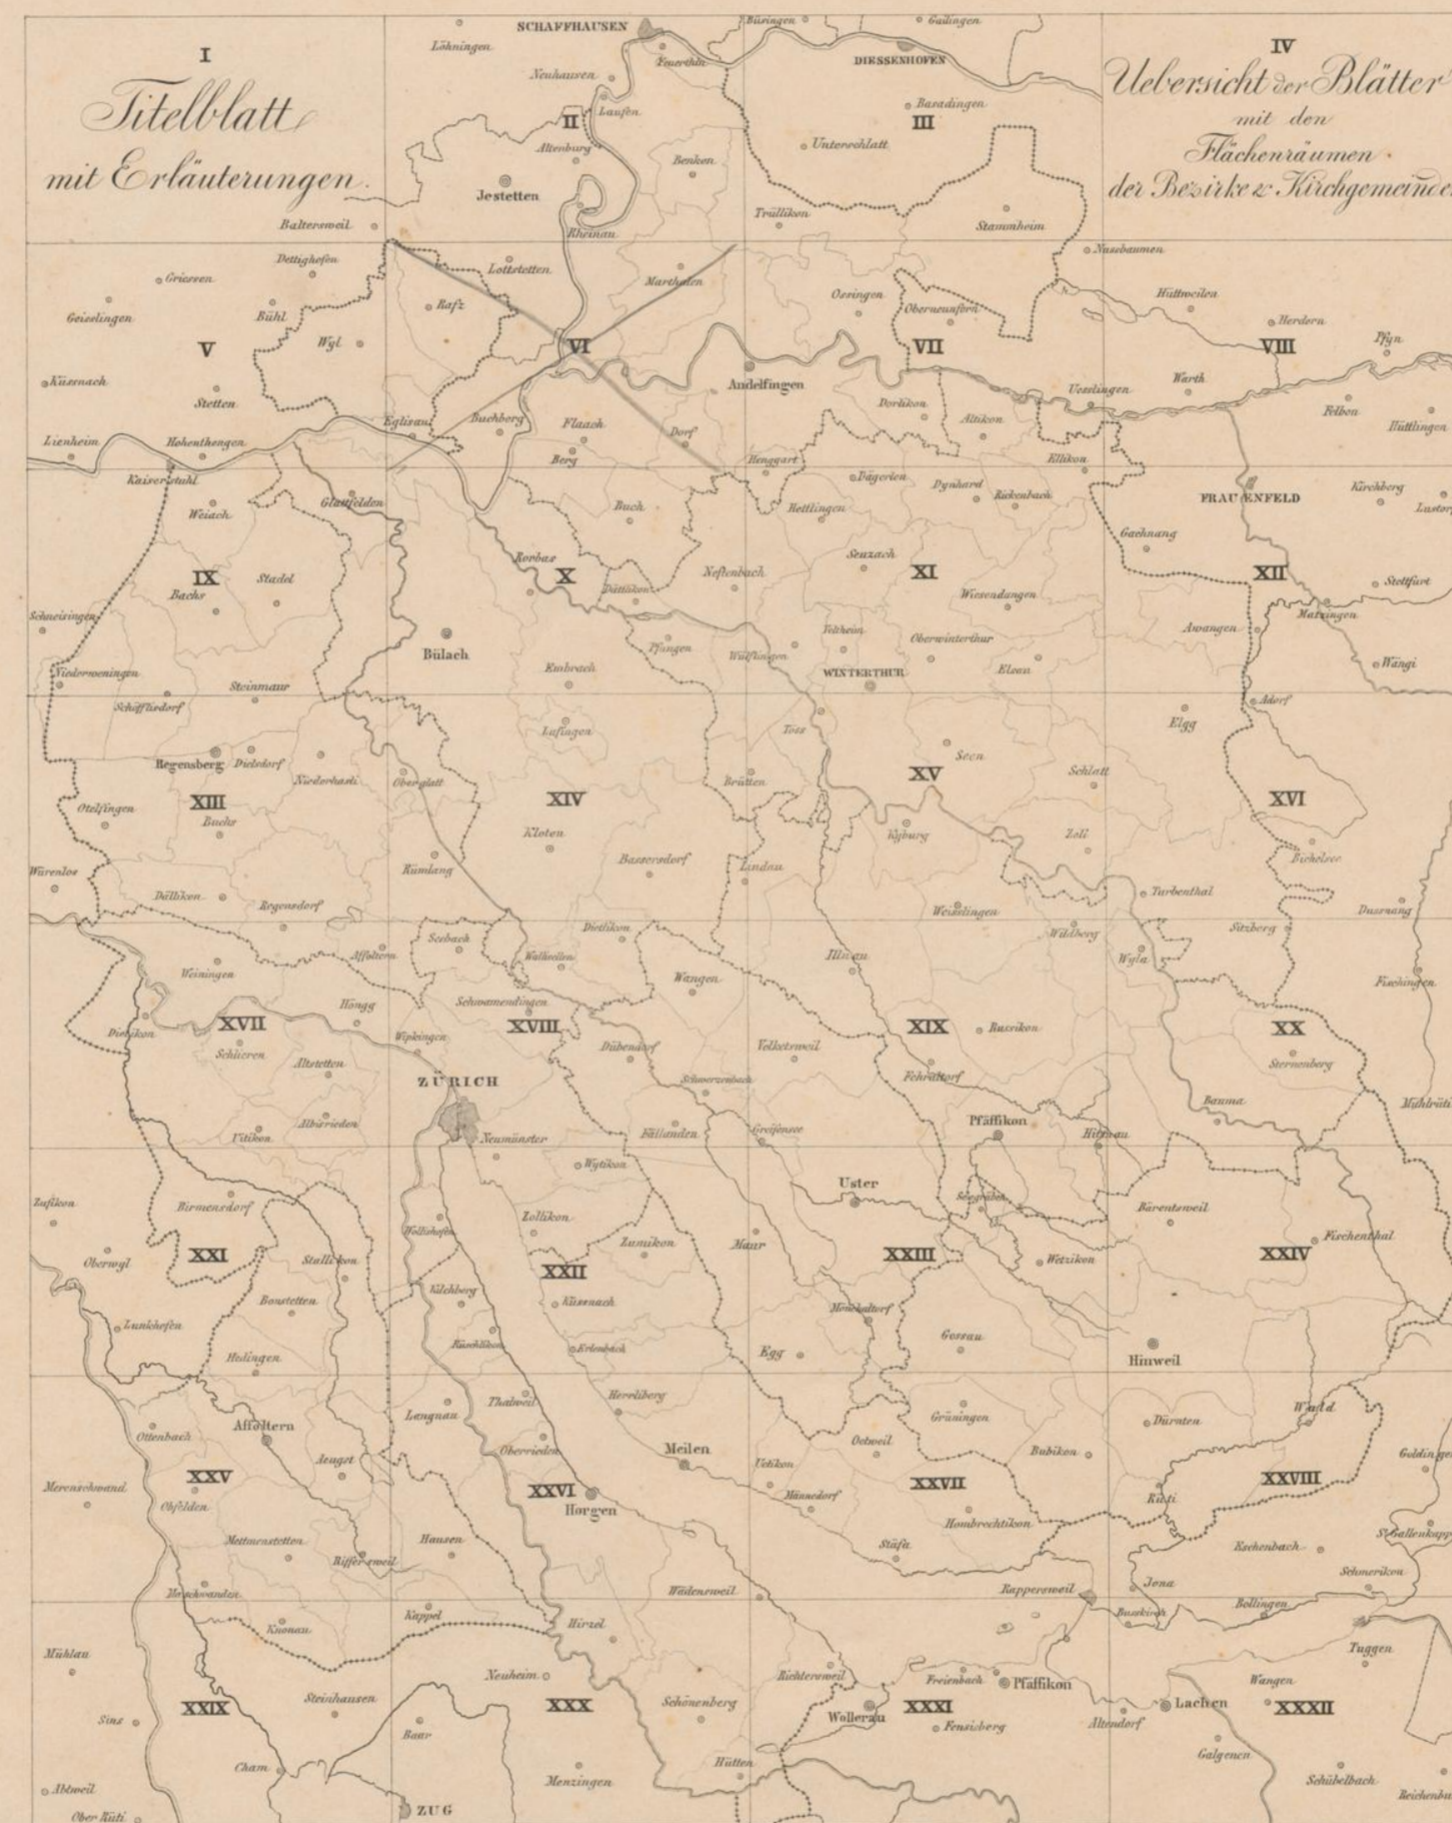 I
Titelblatt
mit Erläuterungen.
IV
Uebersicht der Blätter
mit den
Flächenräumen
der Bezirke & Kirchgemeinde
SCHAFFHAUSEN
Büsingen
Gailingen
Löhningen
Feuerthln
DIESSENHOFEN
Neuhausen
Laufen
Basadingen
II
III
Altenburg
Benken
Unterschlatt
Jestetten
Trüllikon
Stammheim
Baltersweil
Rheinau
Nussbaumen
Dettighofen
Lottstetten
Marthalen
Griessen
Ossingen
Oberneunforn
Hüttweilen
Geisslingen
Bühl
Rafz
Herdern
V
Wyl
VI
VII
VIII
Pfyn
Küssnach
Andelfingen
Uesslingen
Warth
Stetten
Dorlikon
Felben
Eglisau
Buchberg
Flaach
Altikon
Hüttlingen
Lienheim
Hohenthengen
Dorf
Berg
Henggart
Ellikon
Kaiserstuhl
Dägerlen
Dynhard
Rickenbach
Kirchberg
Glattfelden
FRAUENFELD
Weiach
Buch
Hettlingen
Gachnang
Rorbas
Seuzach
IX
Stadel
X
Neftenbach
XI
XII
Bachs
Dättlikon
Wiesendangen
Stettfurt
Schneisingen
Matzingen
Veltheim
Awangen
Bülach
Pfungen
Wülflingen
Oberwinterthur
Niederweningen
Embrach
WINTERTHUR
Elsau
Wängi
Steinmaur
Schöfflisdorf
Adorf
Lufingen
Töss
Elgg
Regensberg
Dielsdorf
Seen
Niederhasli
Oberglatt
Brütten
XV
Schlatt
XIII
XIV
XVI
Otelfingen
Buchs
Kloten
Kyburg
Zell
Bassersdorf
Bichelsee
Würenlos
Rümlang
Lindau
Dällikon
Turbenthal
Regensdorf
Weisslingen
Dussnang
Seebach
Dietlikon
Wildberg
Sitzberg
Affoltern
Wallisellen
Illnau
Wyla
Weiningen
Wangen
Fischingen
Höngg
Schwamendingen
Dietikon
XVII
Wipkingen
XVIII
XIX
Russikon
XX
Schlieren
Dübendorf
Volketsweil
Altstetten
Sternenberg
ZÜRICH
Schwerzenbach
Fehraltorf
Albisrieden
Bauma
Mühlrüti
Uitikon
Neumünster
Fällanden
Greifensee
Pfäffikon
Hittnau
Wytikon
Uster
Zufikon
Birmensdorf
Seegräben
Bärentsweil
Zollikon
Wollishofen
Zumikon
Maur
Fischenthal
Oberwyl
XXI
Stallikon
XXII
XXIII
Wetzikon
XXIV
Bonstetten
Kilchberg
Küssnach
Mönchaltorf
Lunkhofen
Gossau
Hedingen
Rüschlikon
Erlenbach
Egg
Hinweil
Thalweil
Herrliberg
Langnau
Grüningen
Dürnten
Wald
Affoltern
Ottenbach
Oberrieden
Meilen
Oetweil
Bubikon
Aeugst
Uetikon
XXV
XXVI
Männedorf
XXVII
XXVIII
Merenschwand
Obfelden
Horgen
Rüti
Hombrechtikon
Mettmenstetten
Hausen
Stäfa
Eschenbach
Riffersweil
Schmerikon
Maschwanden
Wädensweil
Rappersweil
Jona
Bollingen
Kappel
Busskirch
Knonau
Hirzel
Tuggen
Mühlau
Neuheim
Richtersweil
Freienbach
Pfäffikon
Wangen
Steinhausen
Schönenberg
XXIX
XXX
Wollerau
XXXI
Lachen
XXXII
Sins
Baar
Feusisberg
Altendorf
Galgenen
Cham
Hütten
Menzingen
Schübelbach
Abtweil
Ober Rüti
ZUG